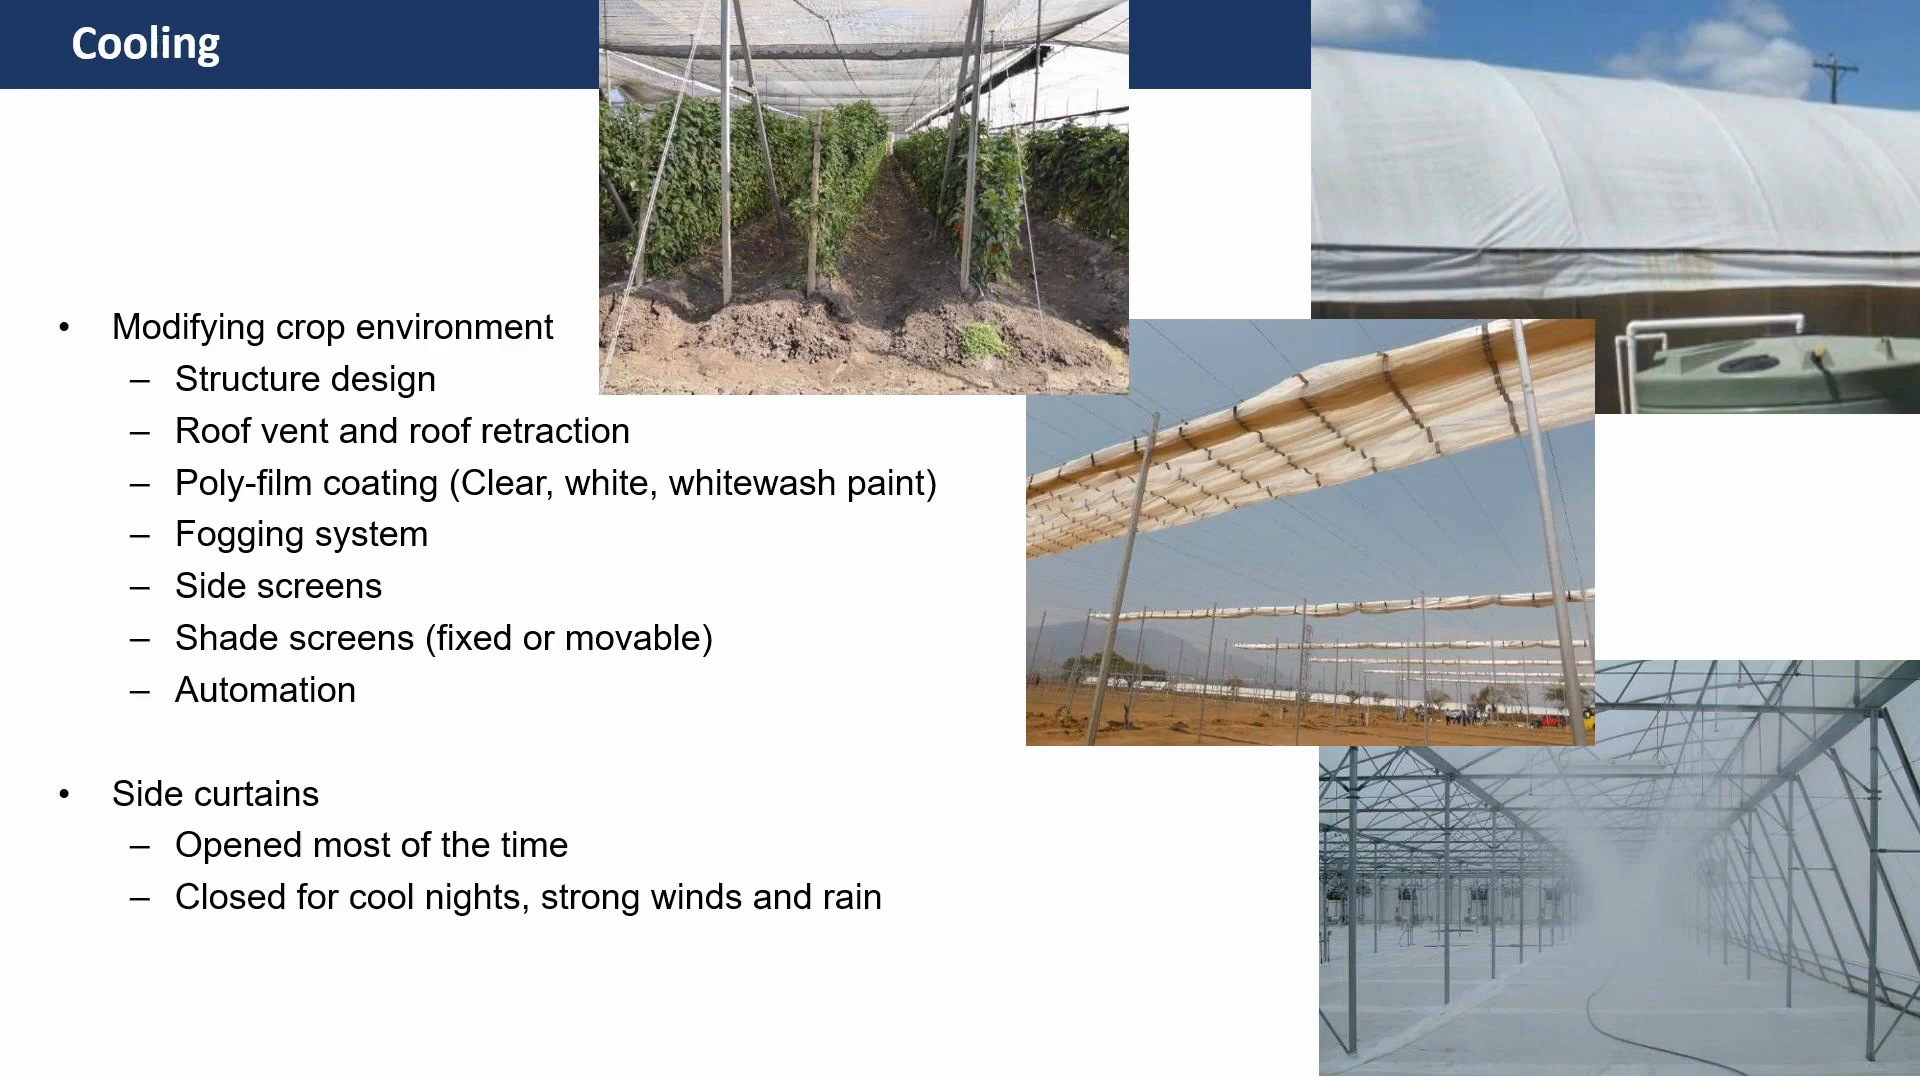 Cooling
• Modifying crop environment
– Structure design
– Roof vent and roof retraction
– Poly-film coating (Clear, white, whitewash paint)
– Fogging system
– Side screens
– Shade screens (fixed or movable)
– Automation
• Side curtains
– Opened most of the time
– Closed for cool nights, strong winds and rain